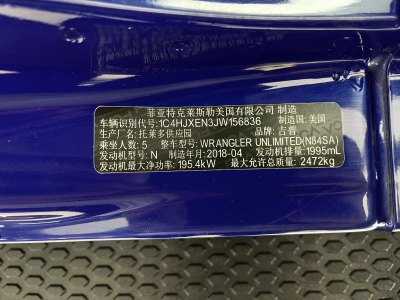 菲亚特克莱斯勒美国有限公司 制造
车辆识别代号：1C4HJXEN3JW156836 制造国：美国
生产厂名：托莱多供应园 品牌：吉普
乘坐人数：5 整车型号：WRANGLER UNLIMITED(N84SA)
发动机型号：N 制造年月：2018-04 发动机排量：1995mL
发动机最大净功率：195.4kW 最大允许总质量：2472kg